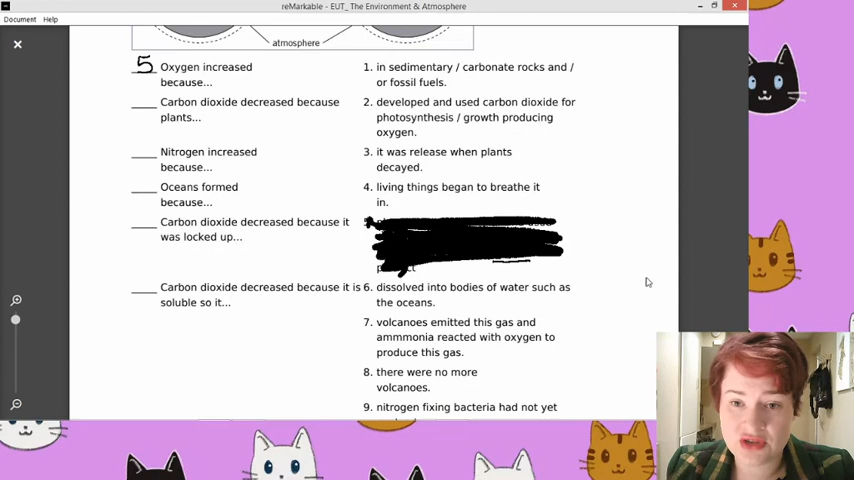 reMarkable - EUT_ The Environment & Atmosphere
Document Help
atmosphere
5 Oxygen increased
because...
____ Carbon dioxide decreased because
plants...
____ Nitrogen increased
because...
____ Oceans formed
because...
____ Carbon dioxide decreased because it
was locked up...
____ Carbon dioxide decreased because it is
soluble so it...
1. in sedimentary / carbonate rocks and /
or fossil fuels.
2. developed and used carbon dioxide for
photosynthesis / growth producing
oxygen.
3. it was release when plants
decayed.
4. living things began to breathe it
in.
6. dissolved into bodies of water such as
the oceans.
7. volcanoes emitted this gas and
ammmonia reacted with oxygen to
produce this gas.
8. there were no more
volcanoes.
9. nitrogen fixing bacteria had not yet